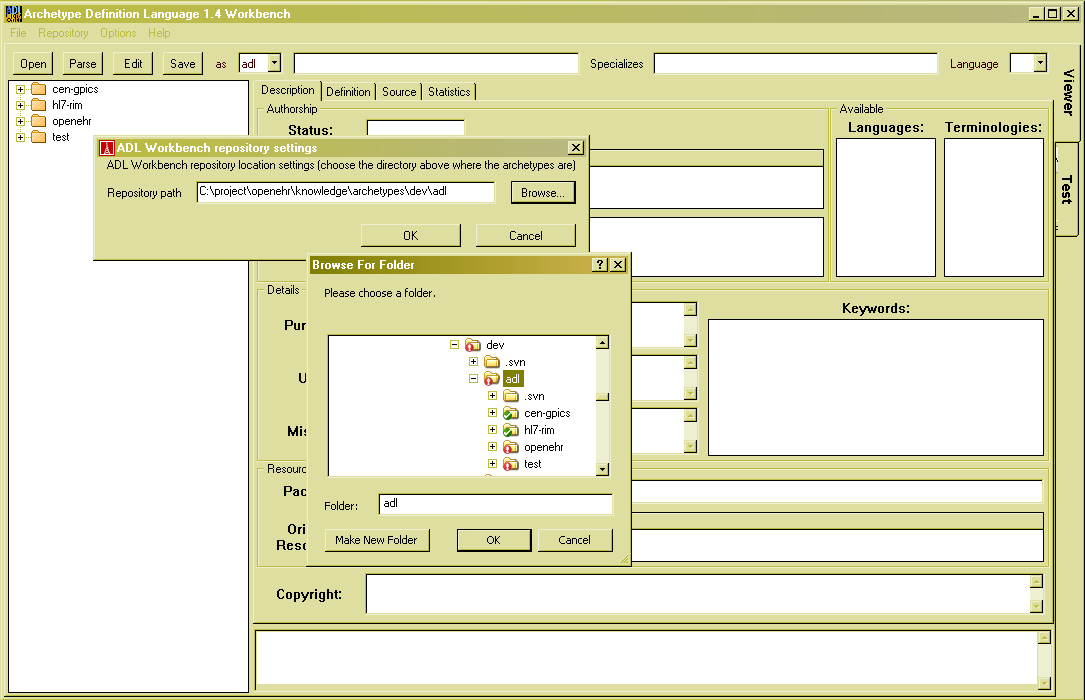 Archetype Definition Language 1.4 Workbench
File Repository Options Help
Open Parse Edit Save as adl Specializes Language
cen-gpics
hl7-rim
openehr
test
Description Definition Source Statistics
Viewer
Test
Authorship
Status:
Available
Languages: Terminologies:
ADL Workbench repository settings
ADL Workbench repository location settings (choose the directory above where the archetypes are)
Repository path C:\project\openehr\knowledge\archetypes\dev\adl Browse...
OK Cancel
Browse For Folder
Please choose a folder.
dev
.svn
adl
.svn
cen-gpics
hl7-rim
openehr
test
Folder: adl
Make New Folder OK Cancel
Details
Pur
U
Mis
Keywords:
Resourc
Pac
Ori
Reso
Copyright: